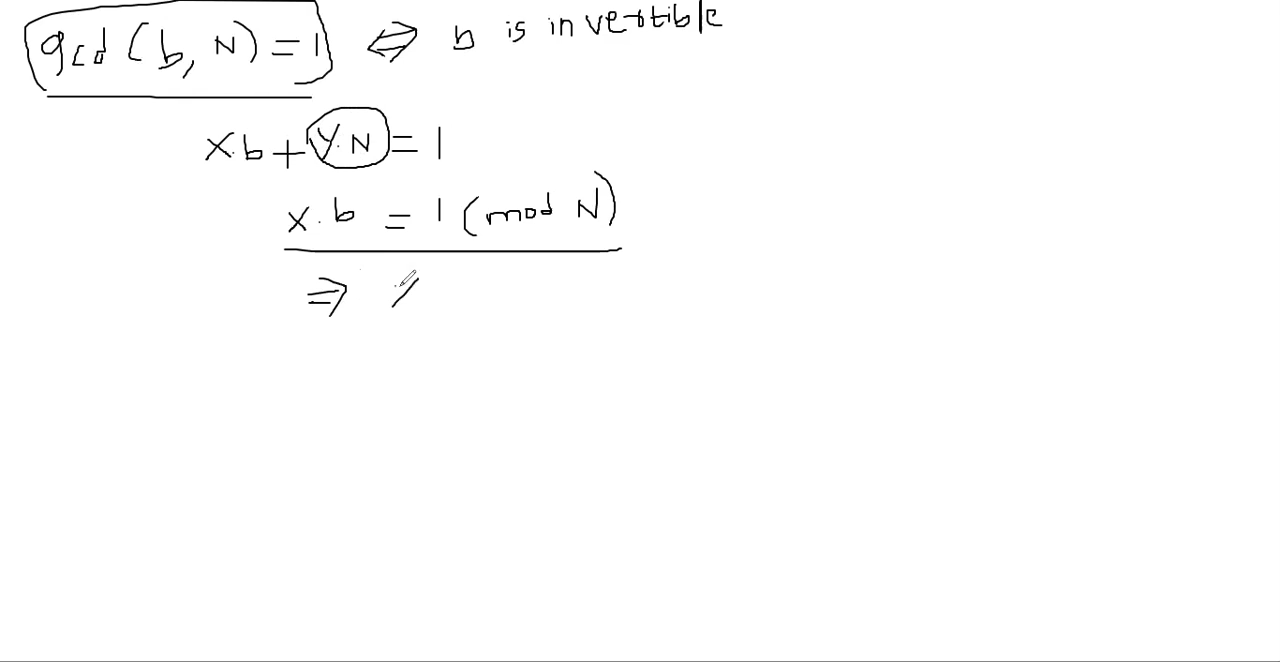 gcd (b, N) = 1 ⇔ b is invertible
x.b + y.N = 1
x.b = 1 (mod N)
⇒